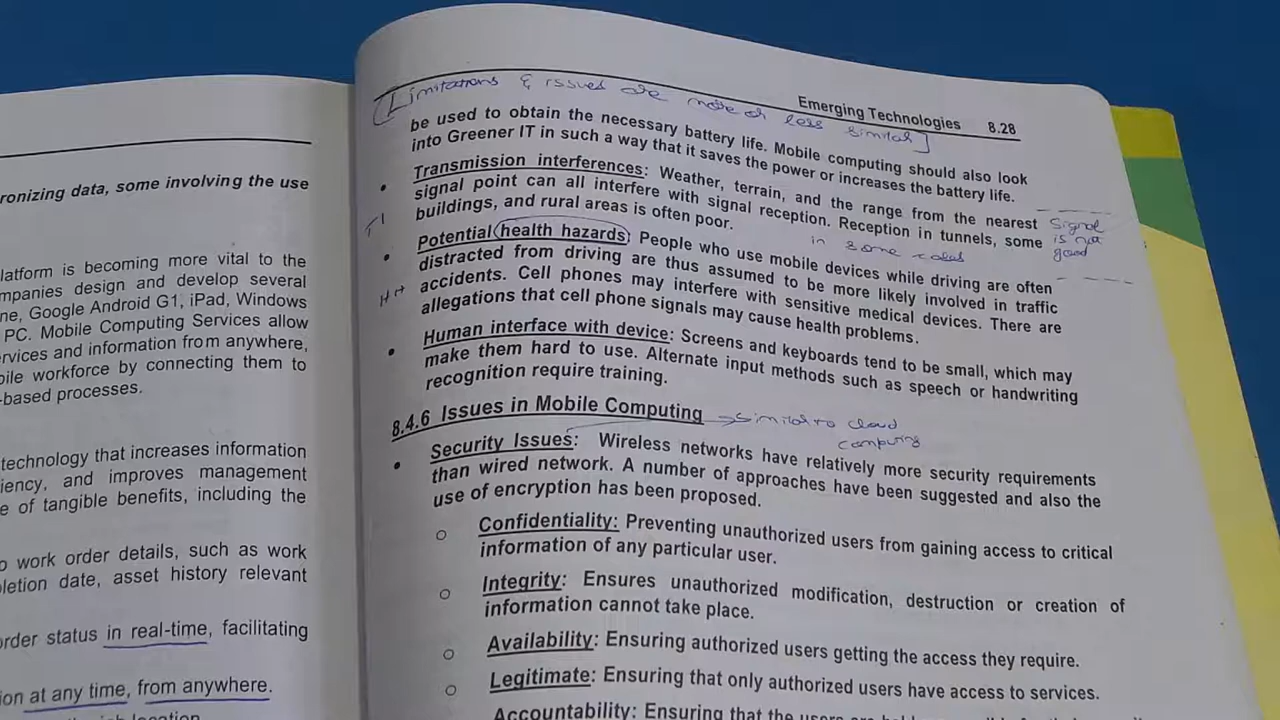 ronizing data, some involving the use
latform is becoming more vital to the
mpanies design and develop several
ne, Google Android G1, iPad, Windows
PC. Mobile Computing Services allow
rvices and information from anywhere,
bile workforce by connecting them to
-based processes.
technology that increases information
iency, and improves management
e of tangible benefits, including the
o work order details, such as work
pletion date, asset history relevant
order status in real-time, facilitating
ion at any time, from anywhere.
[Limitations & issues are more or less similar]
Emerging Technologies 8.28
be used to obtain the necessary battery life. Mobile computing should also look
into Greener IT in such a way that it saves the power or increases the battery life.
• Transmission interferences: Weather, terrain, and the range from the nearest
signal point can all interfere with signal reception. Reception in tunnels, some
buildings, and rural areas is often poor.
signal
is not
good
in some
TI
• Potential health hazards: People who use mobile devices while driving are often
distracted from driving are thus assumed to be more likely involved in traffic
accidents. Cell phones may interfere with sensitive medical devices. There are
allegations that cell phone signals may cause health problems.
HH
• Human interface with device: Screens and keyboards tend to be small, which may
make them hard to use. Alternate input methods such as speech or handwriting
recognition require training.
8.4.6 Issues in Mobile Computing
similar to cloud
computing
• Security Issues: Wireless networks have relatively more security requirements
than wired network. A number of approaches have been suggested and also the
use of encryption has been proposed.
o Confidentiality: Preventing unauthorized users from gaining access to critical
information of any particular user.
o Integrity: Ensures unauthorized modification, destruction or creation of
information cannot take place.
o Availability: Ensuring authorized users getting the access they require.
o Legitimate: Ensuring that only authorized users have access to services.
Accountability: Ensuring that the users are